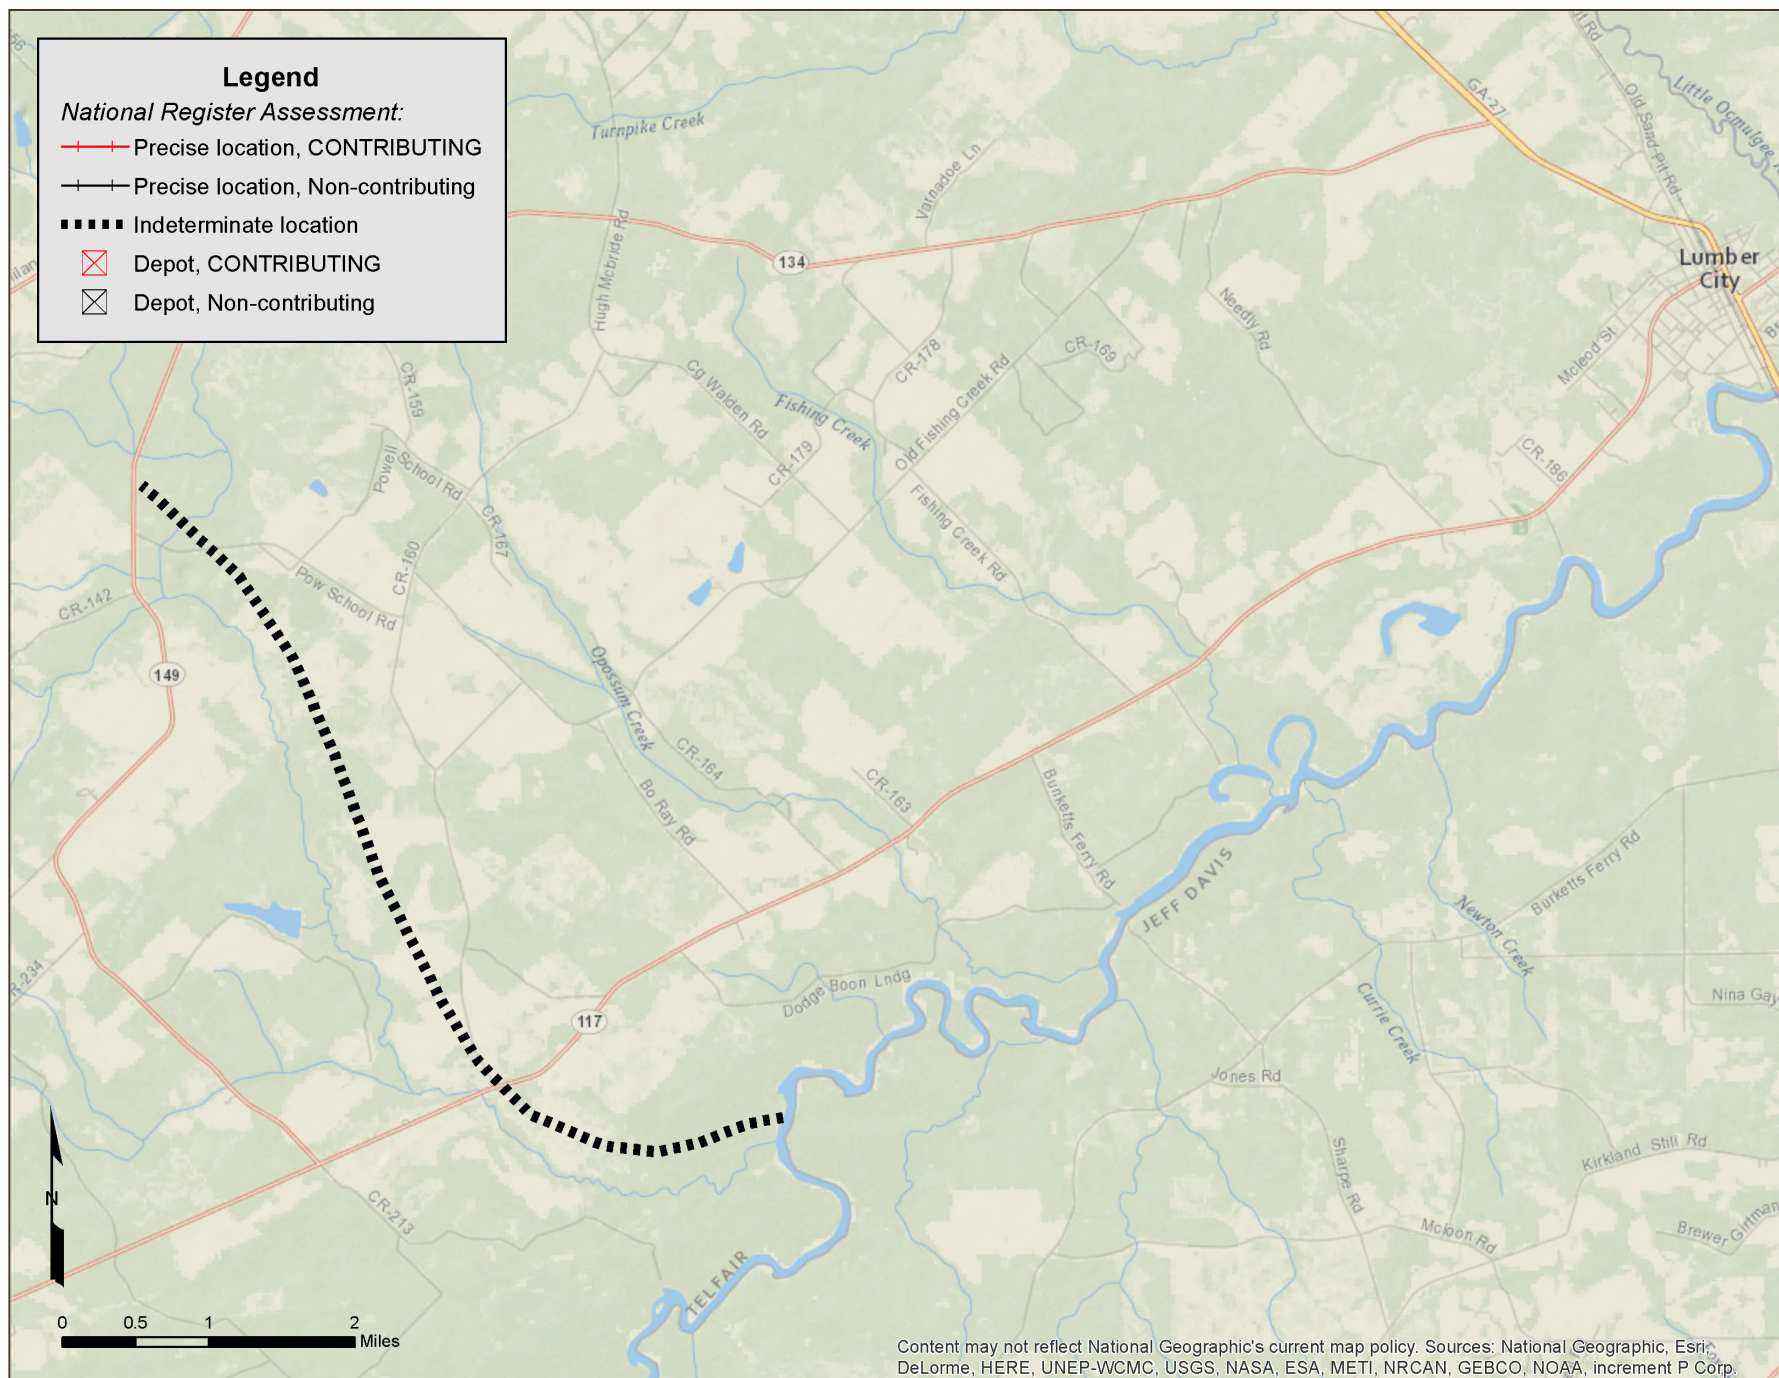 Legend
National Register Assessment:
Precise location, CONTRIBUTING
Precise location, Non-contributing
Indeterminate location
Depot, CONTRIBUTING
Depot, Non-contributing
Turnpike Creek
Varnadoe Ln
GA-27
Old Sand Pit Rd
Little Ocmulgee
Hugh Mcbride Rd
134
Lumber
City
Needly Rd
Mcleod St
CR-159
Cg Walden Rd
Fishing Creek
CR-178
CR-169
Old Fishing Creek Rd
Powell
School Rd
CR-179
CR-186
CR-167
CR-160
Fishing Creek Rd
Pow School Rd
CR-142
149
Opossum Creek
CR-164
CR-163
Bo Ray Rd
Bunketts Ferry Rd
JEFF DAVIS
Burketts Ferry Rd
Newton Creek
R-234
Dodge Boon Lndg
Currie Creek
Nina Gay
117
Jones Rd
Sharpe Rd
Kirkland Still Rd
CR-213
Mcloon Rd
Brewer Girtman
TELFAIR
N
0 0.5 1 2
Miles
Content may not reflect National Geographic's current map policy. Sources: National Geographic, Esri,
DeLorme, HERE, UNEP-WCMC, USGS, NASA, ESA, METI, NRCAN, GEBCO, NOAA, increment P Corp.